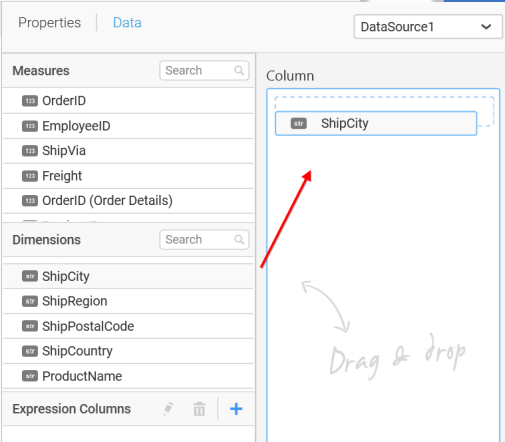 Properties Data DataSource1
Measures Search
Column
123 OrderID
123 EmployeeID
str ShipCity
123 ShipVia
123 Freight
123 OrderID (Order Details)
Dimensions Search
str ShipCity
str ShipRegion
str ShipPostalCode
str ShipCountry
Drag & drop
str ProductName
Expression Columns